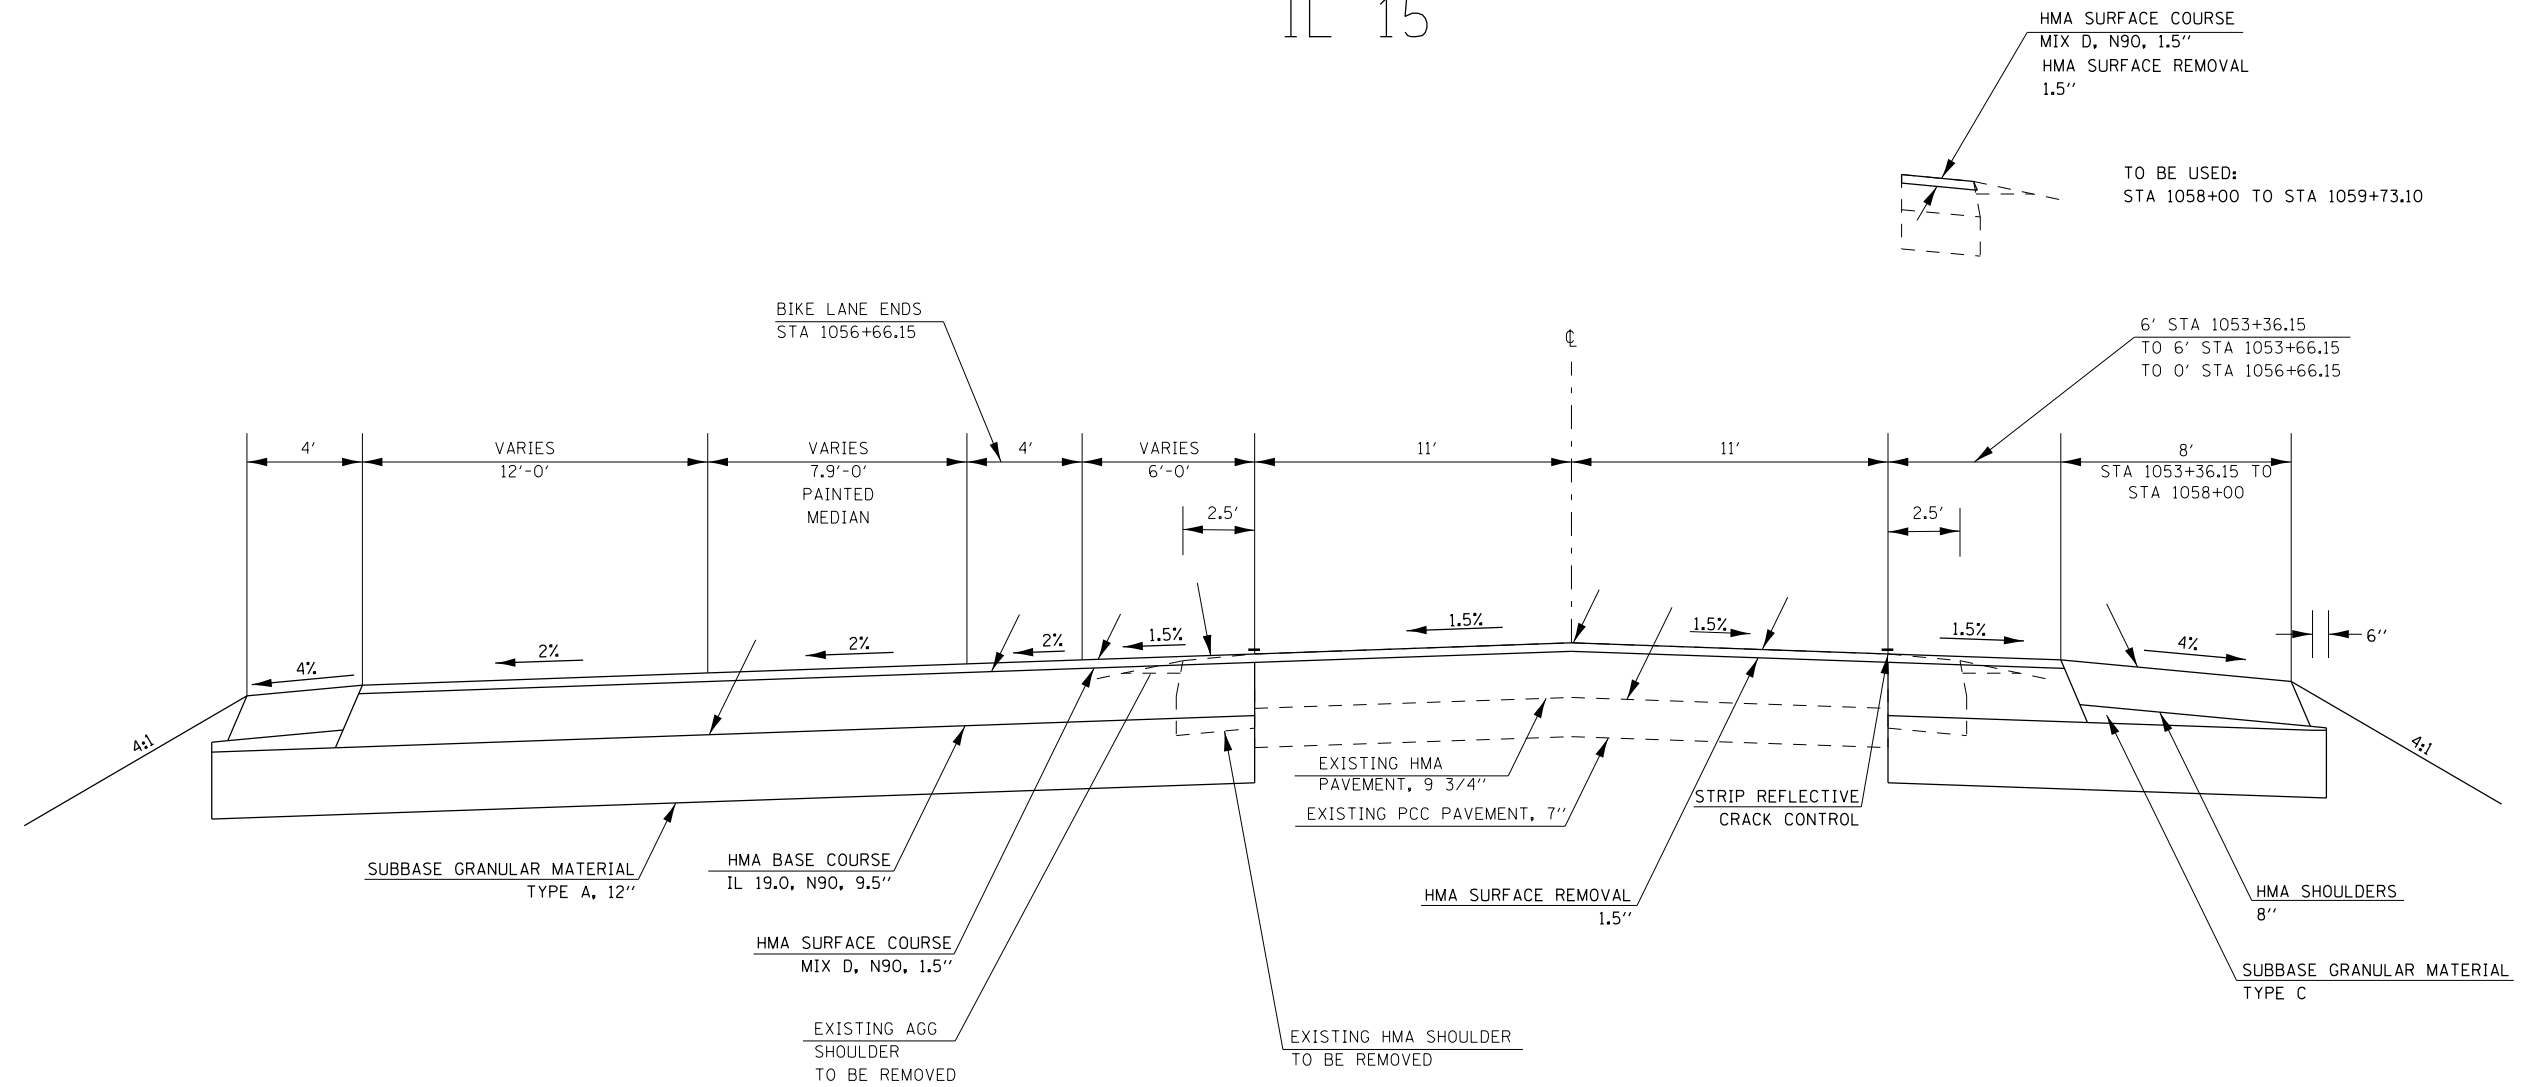 IL 15
HMA SURFACE COURSE
MIX D, N90, 1.5''
HMA SURFACE REMOVAL
1.5''
TO BE USED:
STA 1058+00 TO STA 1059+73.10
BIKE LANE ENDS
STA 1056+66.15
℄
6' STA 1053+36.15
TO 6' STA 1053+66.15
TO 0' STA 1056+66.15
4'
VARIES
12'-0'
VARIES
7.9'-0'
PAINTED
MEDIAN
4'
VARIES
6'-0'
11'
11'
8'
STA 1053+36.15 TO
STA 1058+00
2.5'
2.5'
4%
2%
2%
2%
1.5%
1.5%
1.5%
1.5%
4%
6''
4:1
4:1
EXISTING HMA
PAVEMENT, 9 3/4''
EXISTING PCC PAVEMENT, 7''
STRIP REFLECTIVE
CRACK CONTROL
SUBBASE GRANULAR MATERIAL
TYPE A, 12''
HMA BASE COURSE
IL 19.0, N90, 9.5''
HMA SURFACE REMOVAL
1.5''
HMA SHOULDERS
8''
HMA SURFACE COURSE
MIX D, N90, 1.5''
SUBBASE GRANULAR MATERIAL
TYPE C
EXISTING AGG
SHOULDER
TO BE REMOVED
EXISTING HMA SHOULDER
TO BE REMOVED